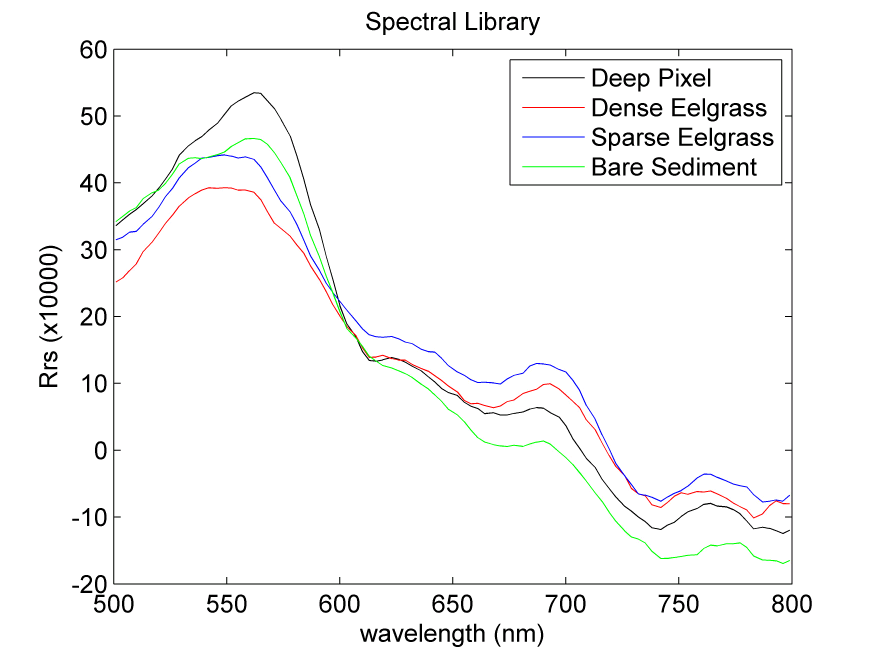 Spectral Library
60
50
40
30
20
10
0
-10
-20
Rrs (x10000)
Deep Pixel
Dense Eelgrass
Sparse Eelgrass
Bare Sediment
500 550 600 650 700 750 800
wavelength (nm)